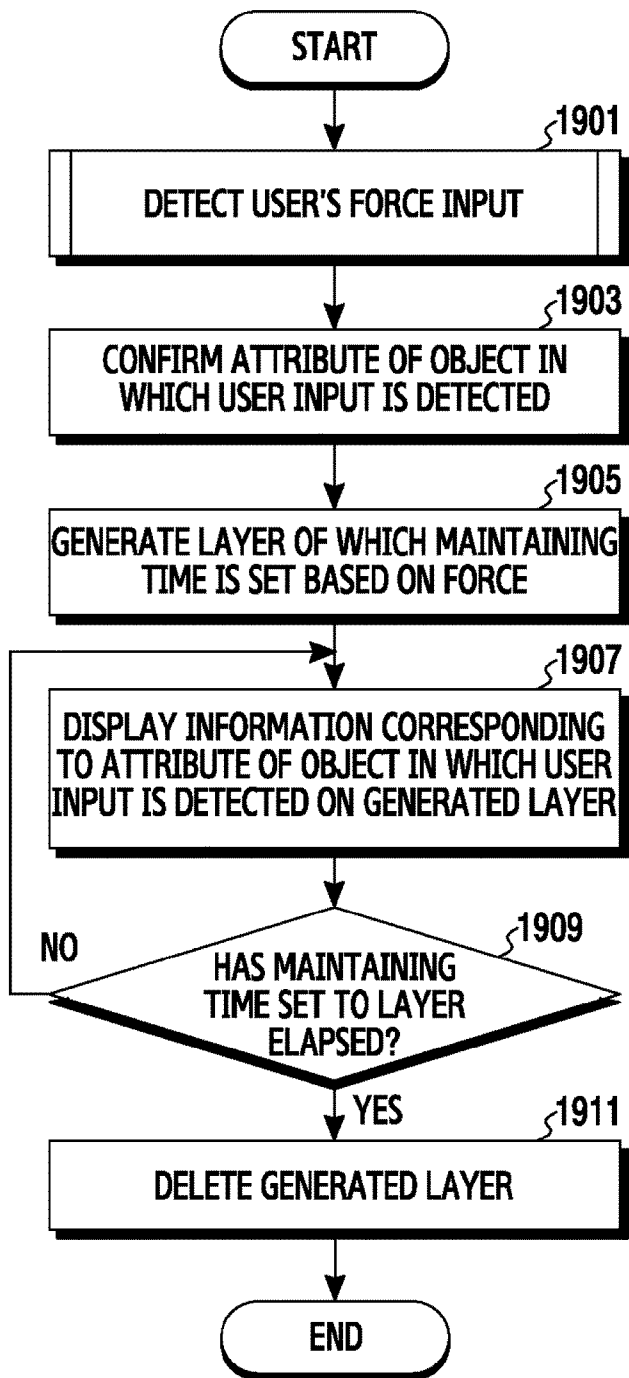 START
1901
DETECT USER'S FORCE INPUT
1903
CONFIRM ATTRIBUTE OF OBJECT IN
WHICH USER INPUT IS DETECTED
1905
GENERATE LAYER OF WHICH MAINTAINING
TIME IS SET BASED ON FORCE
1907
DISPLAY INFORMATION CORRESPONDING
TO ATTRIBUTE OF OBJECT IN WHICH USER
INPUT IS DETECTED ON GENERATED LAYER
1909
NO
HAS MAINTAINING
TIME SET TO LAYER
ELAPSED?
YES
1911
DELETE GENERATED LAYER
END